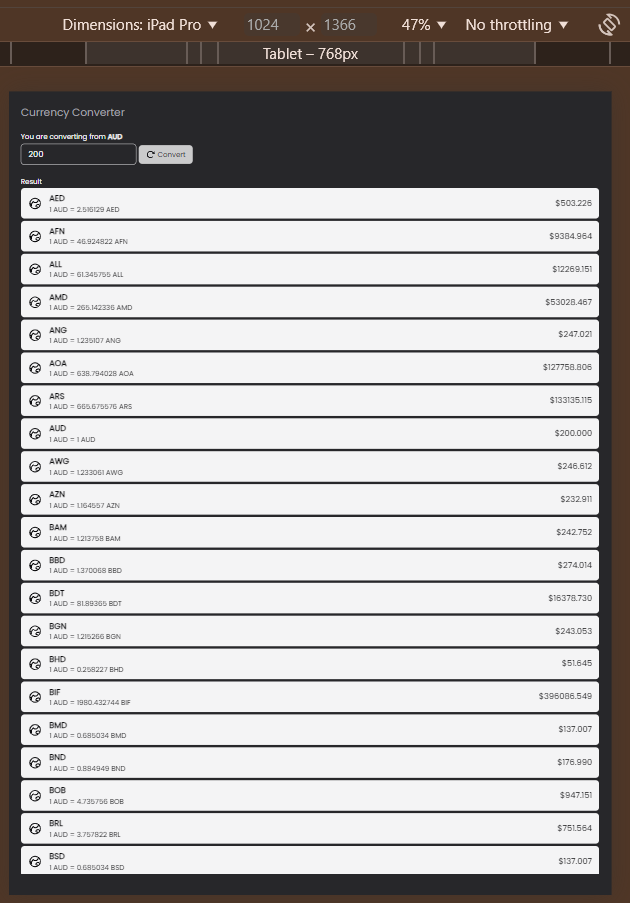 Dimensions: iPad Pro ▼ 1024 × 1366 47% ▼ No throttling ▼
Tablet – 768px
Currency Converter
You are converting from AUD
200 Convert
Result
AED
1 AUD = 2.516129 AED
$503.226
AFN
1 AUD = 46.924822 AFN
$9384.964
ALL
1 AUD = 61.345755 ALL
$12269.151
AMD
1 AUD = 265.142336 AMD
$53028.467
ANG
1 AUD = 1.235107 ANG
$247.021
AOA
1 AUD = 638.794028 AOA
$127758.806
ARS
1 AUD = 665.675576 ARS
$133135.115
AUD
1 AUD = 1 AUD
$200.000
AWG
1 AUD = 1.233061 AWG
$246.612
AZN
1 AUD = 1.164557 AZN
$232.911
BAM
1 AUD = 1.213758 BAM
$242.752
BBD
1 AUD = 1.370068 BBD
$274.014
BDT
1 AUD = 81.89365 BDT
$16378.730
BGN
1 AUD = 1.215266 BGN
$243.053
BHD
1 AUD = 0.258227 BHD
$51.645
BIF
1 AUD = 1980.432744 BIF
$396086.549
BMD
1 AUD = 0.685034 BMD
$137.007
BND
1 AUD = 0.884949 BND
$176.990
BOB
1 AUD = 4.735756 BOB
$947.151
BRL
1 AUD = 3.757822 BRL
$751.564
BSD
1 AUD = 0.685034 BSD
$137.007